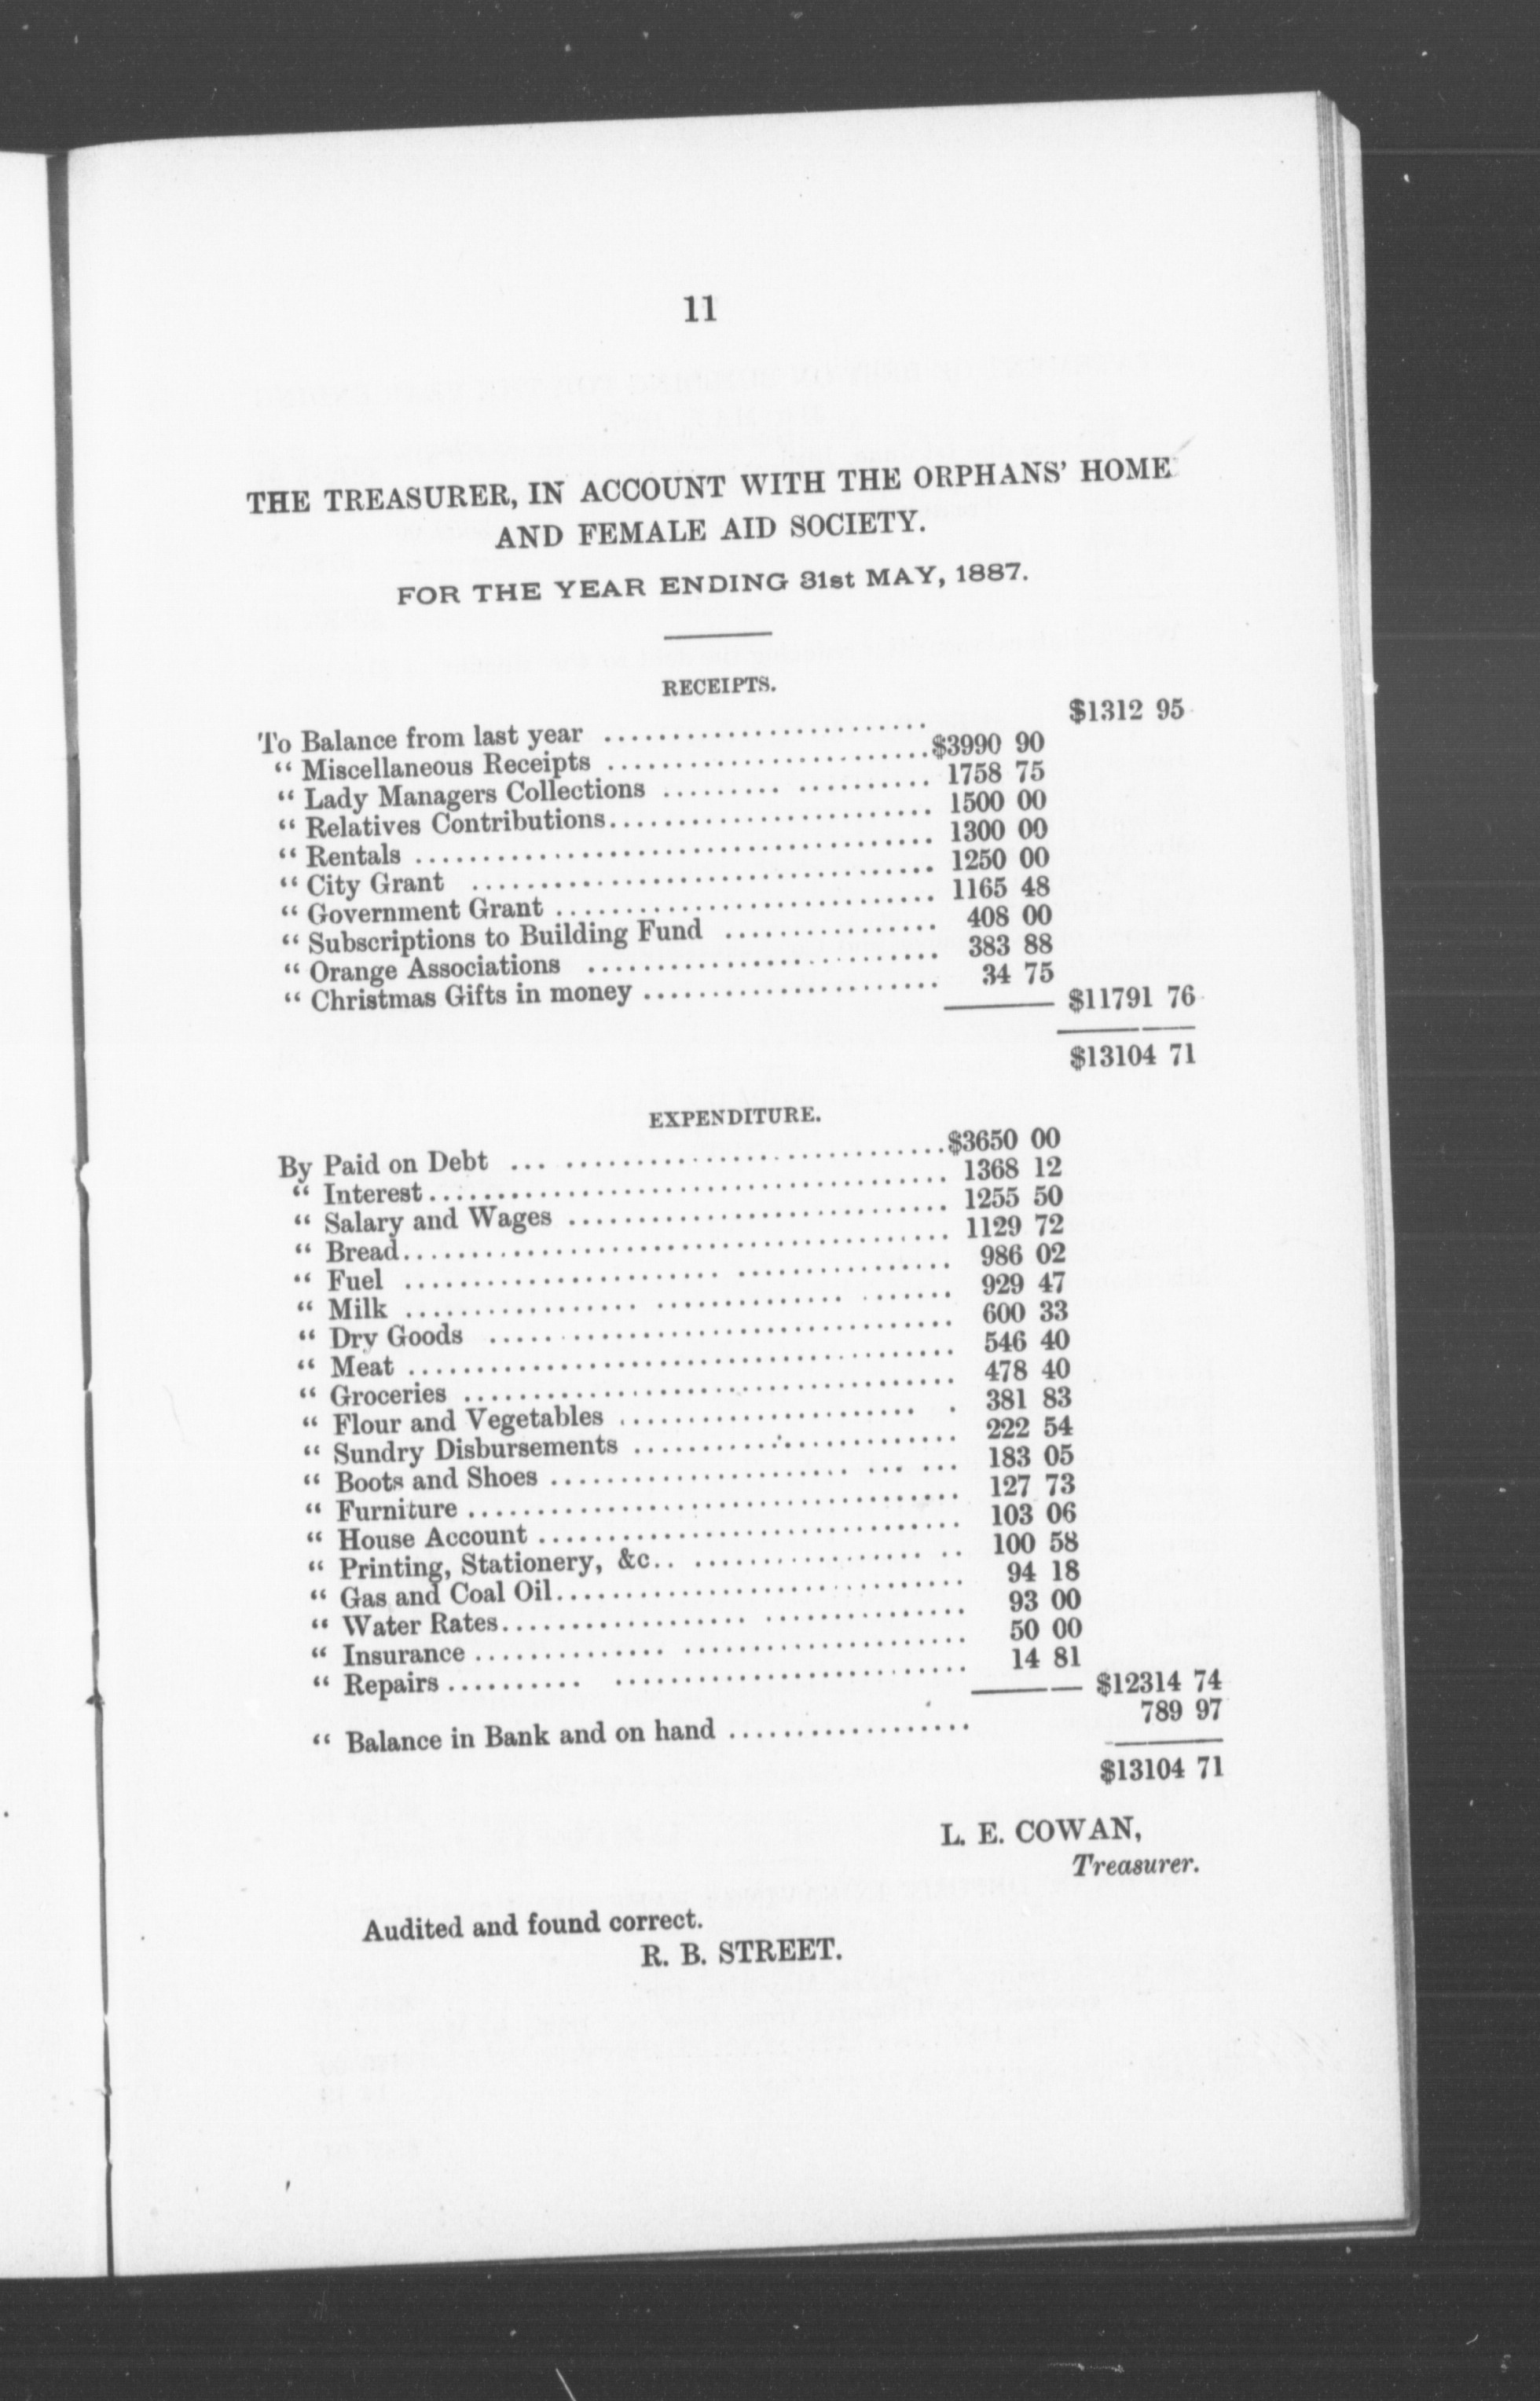 11
THE TREASURER, IN ACCOUNT WITH THE ORPHANS' HOME
AND FEMALE AID SOCIETY.
FOR THE YEAR ENDING 31st MAY, 1887.
RECEIPTS.
To Balance from last year ........................ $1312 95
“ Miscellaneous Receipts ........................$3990 90
“ Lady Managers Collections ......... .......... 1758 75
“ Relatives Contributions........................ 1500 00
“ Rentals ...................................... 1300 00
“ City Grant .................................. 1250 00
“ Government Grant ............................ 1165 48
“ Subscriptions to Building Fund ................ 408 00
“ Orange Associations .......................... 383 88
“ Christmas Gifts in money ...................... 34 75
$11791 76
$13104 71
EXPENDITURE.
By Paid on Debt ... ............................$3650 00
“ Interest...................................... 1368 12
“ Salary and Wages ............................ 1255 50
“ Bread........................................ 1129 72
“ Fuel ....................... ................ 986 02
“ Milk ................. .............. ....... 929 47
“ Dry Goods .................................. 600 33
“ Meat ........................................ 546 40
“ Groceries .................................... 478 40
“ Flour and Vegetables ...................... . 381 83
“ Sundry Disbursements ........................ 222 54
“ Boots and Shoes ...................... ... ... 183 05
“ Furniture .................................... 127 73
“ House Account ............................... 103 06
“ Printing, Stationery, &c.. ................. .. 100 58
“ Gas and Coal Oil.............................. 94 18
“ Water Rates.................. ............... 93 00
“ Insurance .............. ..................... 50 00
“ Repairs .......... .......................... 14 81
$12314 74
“ Balance in Bank and on hand .................. 789 97
$13104 71
L. E. COWAN,
Treasurer.
Audited and found correct.
R. B. STREET.